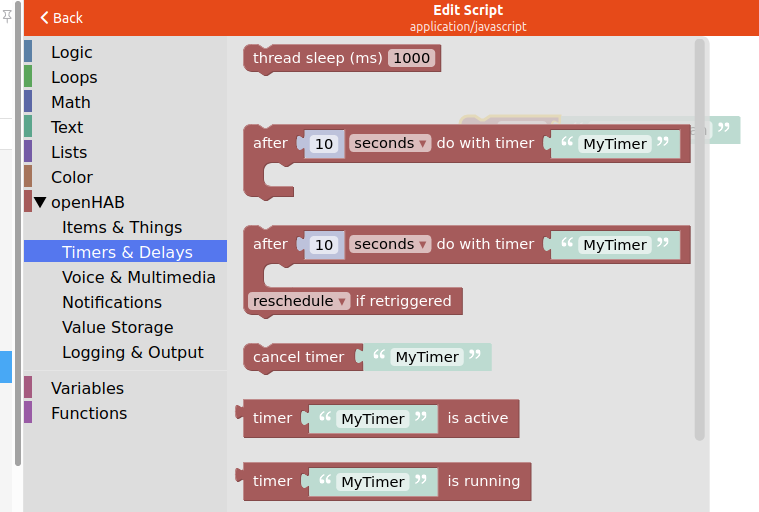 Back
Edit Script
application/javascript
Logic
Loops
Math
Text
Lists
Color
openHAB
Items & Things
Timers & Delays
Voice & Multimedia
Notifications
Value Storage
Logging & Output
Variables
Functions
thread sleep (ms) 1000
after 10 seconds do with timer “ MyTimer ”
after 10 seconds do with timer “ MyTimer ”
reschedule if retriggered
cancel timer “ MyTimer ”
timer “ MyTimer ” is active
timer “ MyTimer ” is running